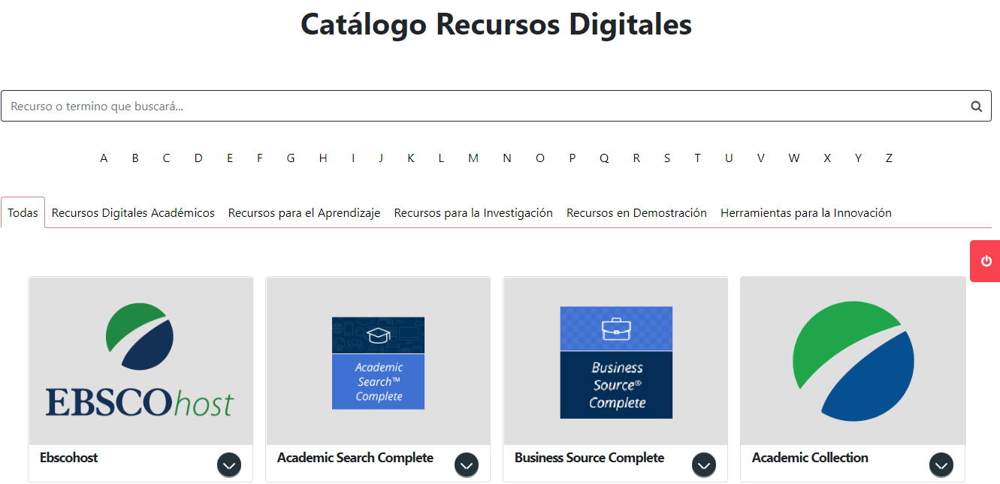 Catálogo Recursos Digitales
Recurso o termino que buscará...
A B C D E F G H I J K L M N O P Q R S T U V W X Y Z
Todas Recursos Digitales Académicos Recursos para el Aprendizaje Recursos para la Investigación Recursos en Demostración Herramientas para la Innovación
EBSCOhost
Academic
Search™
Complete
Business
Source®
Complete
Ebscohost
Academic Search Complete
Business Source Complete
Academic Collection